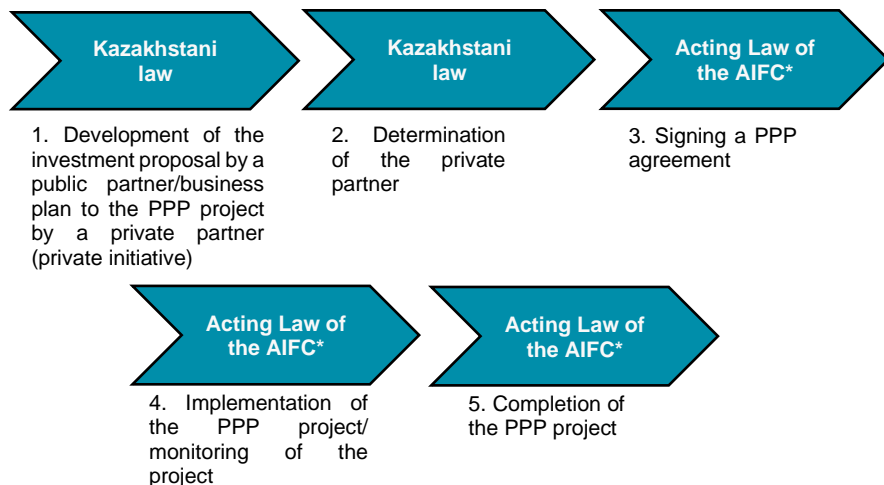 Kazakhstani
law
Kazakhstani
law
Acting Law of
the AIFC*
1. Development of the
investment proposal by a
public partner/business
plan to the PPP project
by a private partner
(private initiative)
2. Determination
of the private
partner
3. Signing a PPP
agreement
Acting Law of
the AIFC*
Acting Law of
the AIFC*
4. Implementation of
the PPP project/
monitoring of the
project
5. Completion of
the PPP project